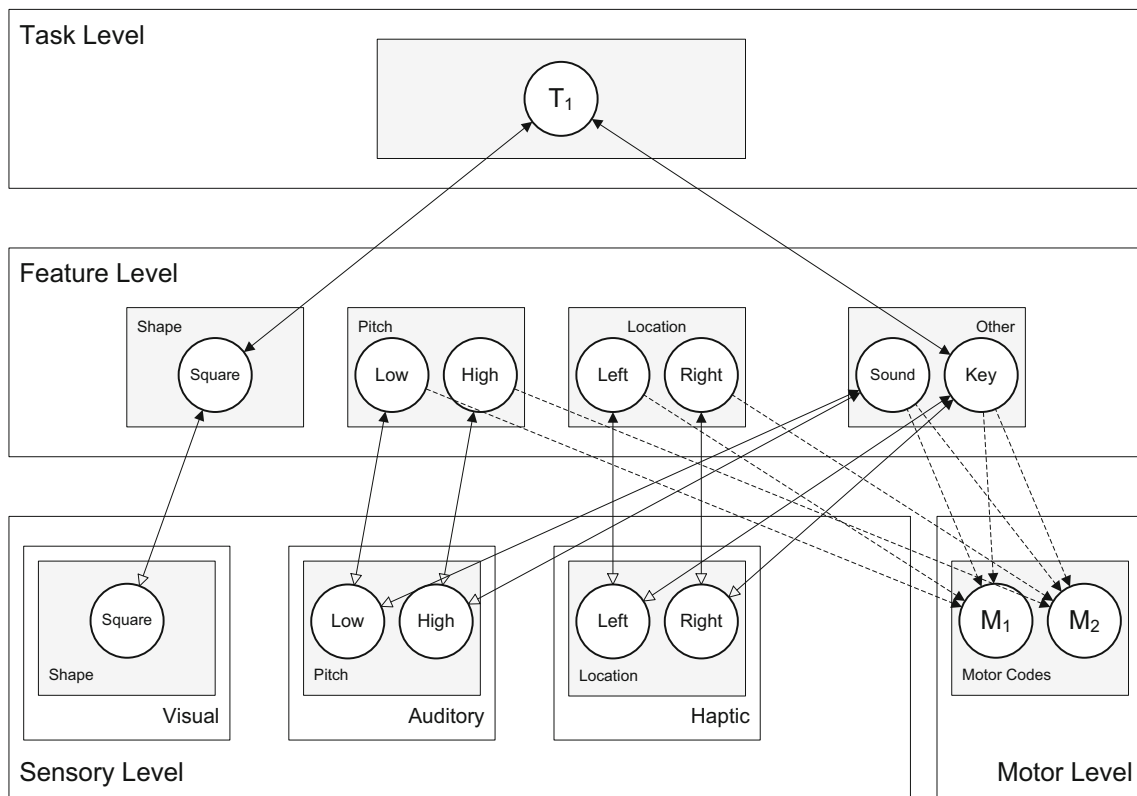 Task Level
T₁
Feature Level
Shape
Square
Pitch
Low
High
Location
Left
Right
Other
Sound
Key
Square
Shape
Visual
Low
High
Pitch
Auditory
Left
Right
Location
Haptic
Sensory Level
M₁
M₂
Motor Codes
Motor Level